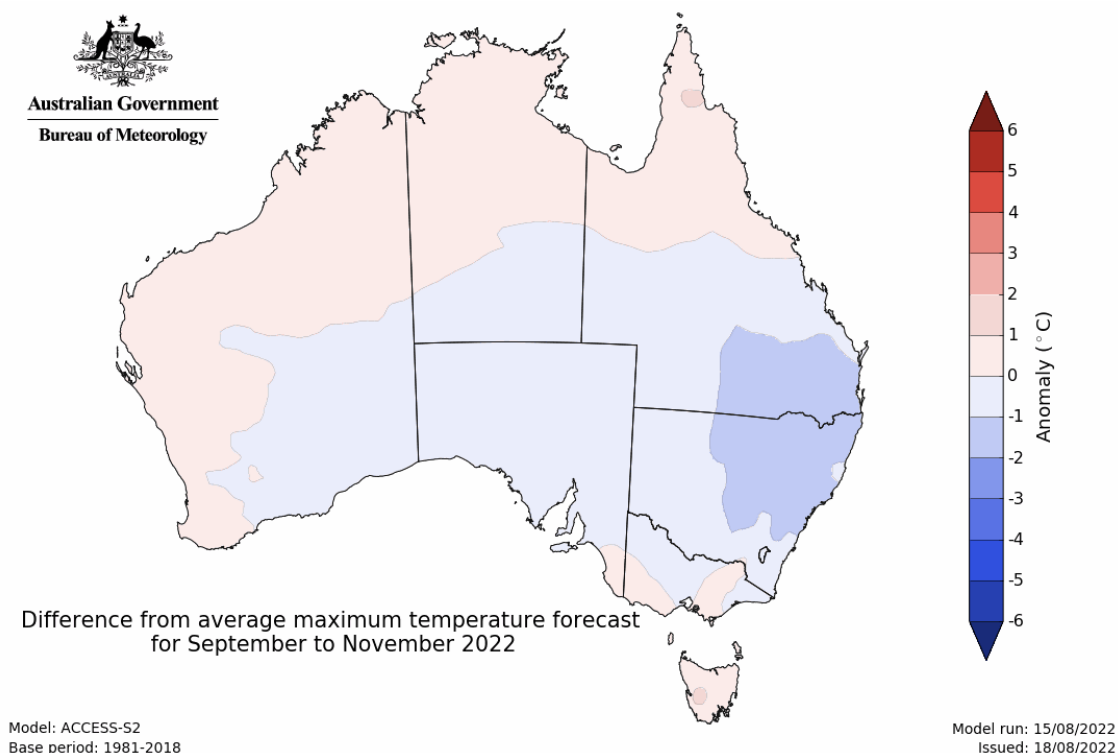 Australian Government
Bureau of Meteorology
6
5
4
3
2
1
0
-1
-2
-3
-4
-5
-6
Anomaly (°C)
Difference from average maximum temperature forecast
for September to November 2022
Model: ACCESS-S2
Base period: 1981-2018
Model run: 15/08/2022
Issued: 18/08/2022